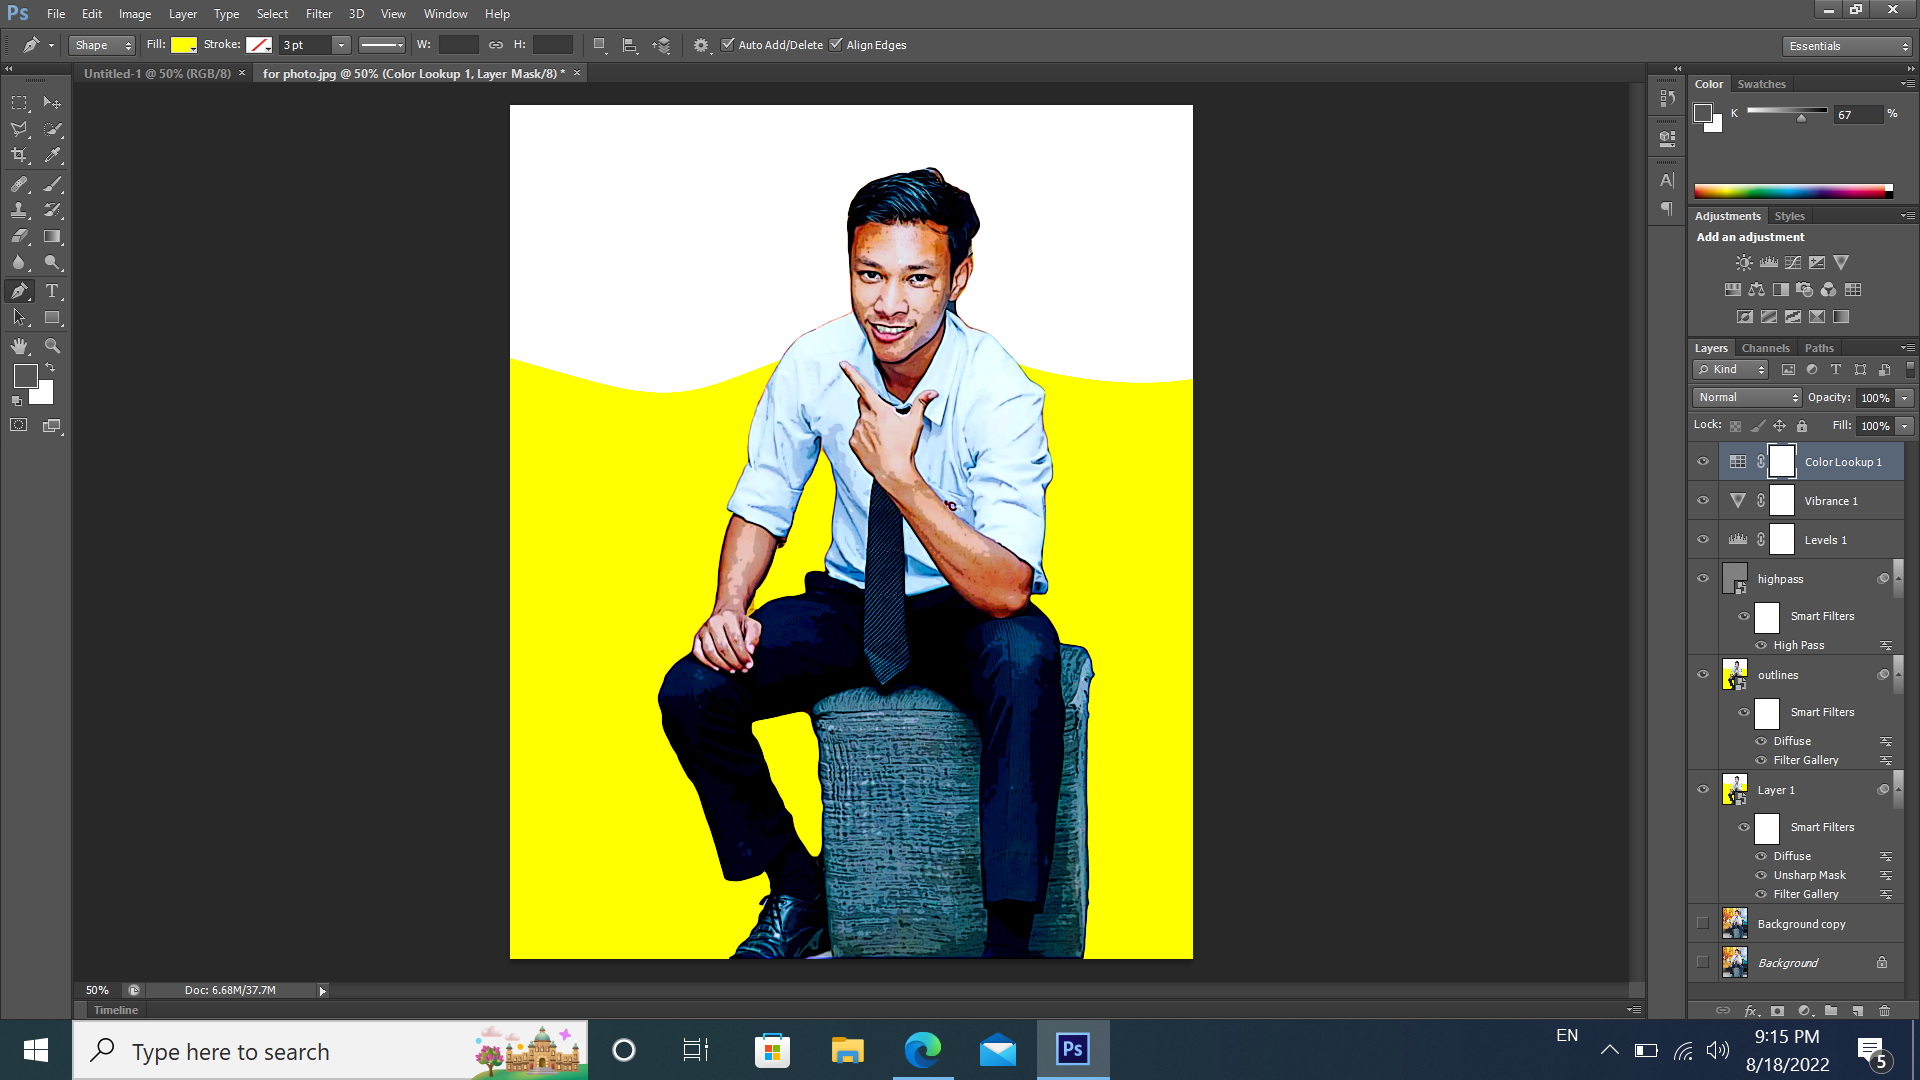 Ps File Edit Image Layer Type Select Filter 3D View Window Help
Shape Fill: Stroke: 3 pt W: H: Auto Add/Delete Align Edges Essentials
Untitled-1 @ 50% (RGB/8) × for photo.jpg @ 50% (Color Lookup 1, Layer Mask/8) * ×
Color Swatches
K 67 %
Adjustments Styles
Add an adjustment
Layers Channels Paths
Kind
Normal Opacity: 100%
Lock: Fill: 100%
Color Lookup 1
Vibrance 1
Levels 1
highpass
Smart Filters
High Pass
outlines
Smart Filters
Diffuse
Filter Gallery
Layer 1
Smart Filters
Diffuse
Unsharp Mask
Filter Gallery
Background copy
Background
50% Doc: 6.68M/37.7M
Timeline
Type here to search
Ps
EN
9:15 PM
8/18/2022
5